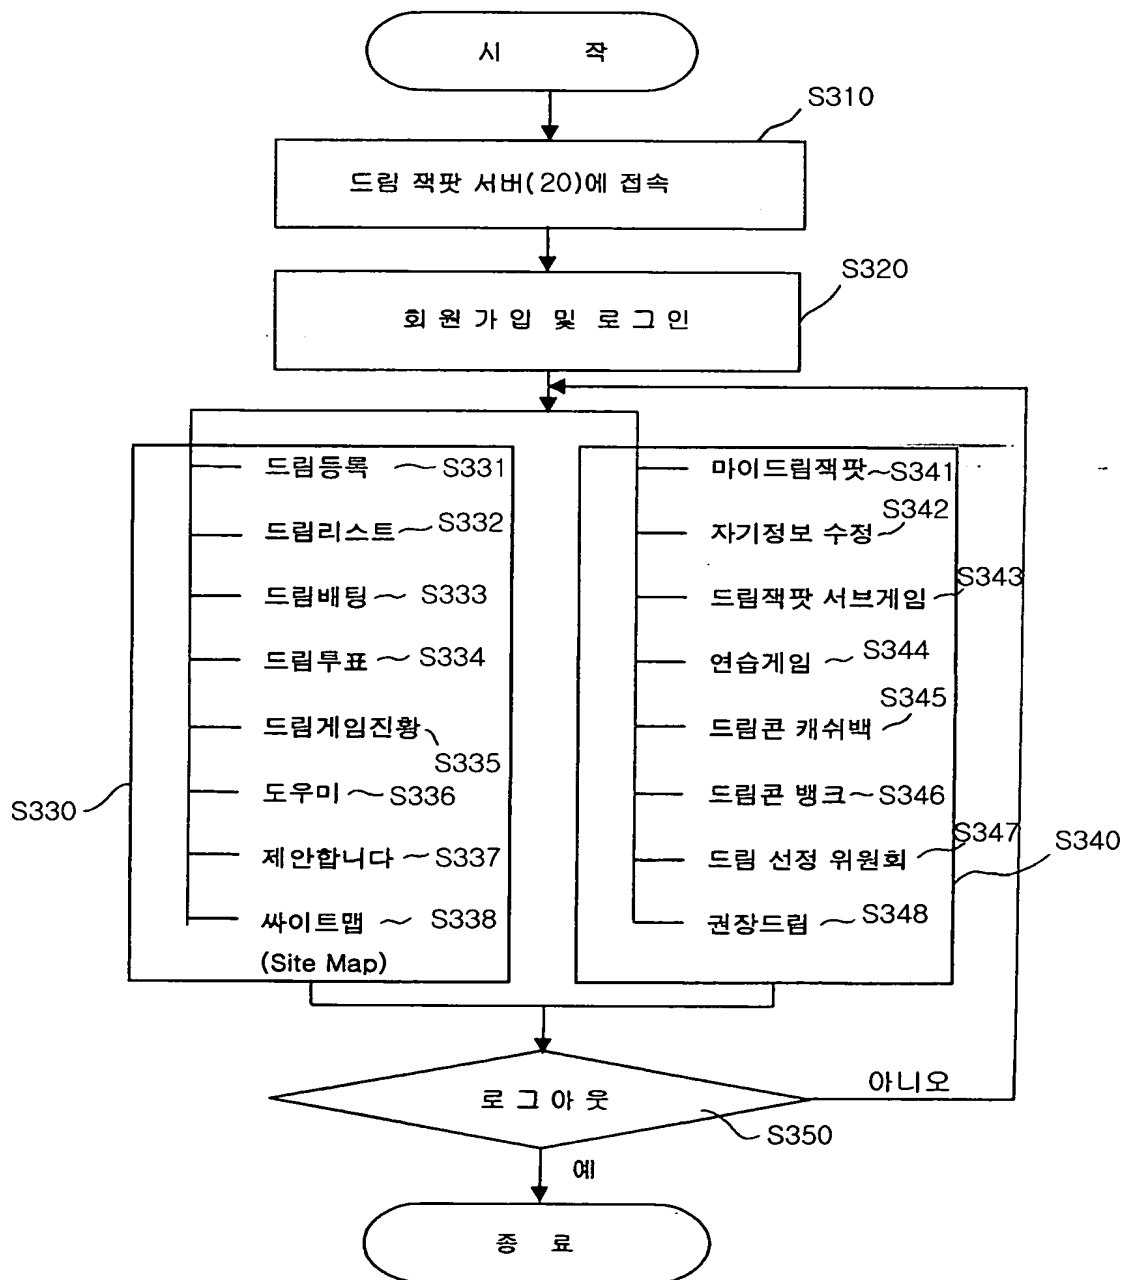 시 작
S310
드림 잭팟 서버(20)에 접속
S320
회 원 가 입 및 로 그 인
드림등록 S331
드림리스트 S332
드림배팅 S333
드림투표 S334
드림게임진황
S335
도우미 S336
제안합니다 S337
싸이트맵 S338
(Site Map)
S330
마이드림잭팟 S341
S342
자기정보 수정
S343
드림잭팟 서브게임
연습게임 S344
S345
드림콘 캐쉬백
드림콘 뱅크 S346
S347
드림 선정 위원회
S340
권장드림 S348
로 그 아 웃
아니오
S350
예
종 료